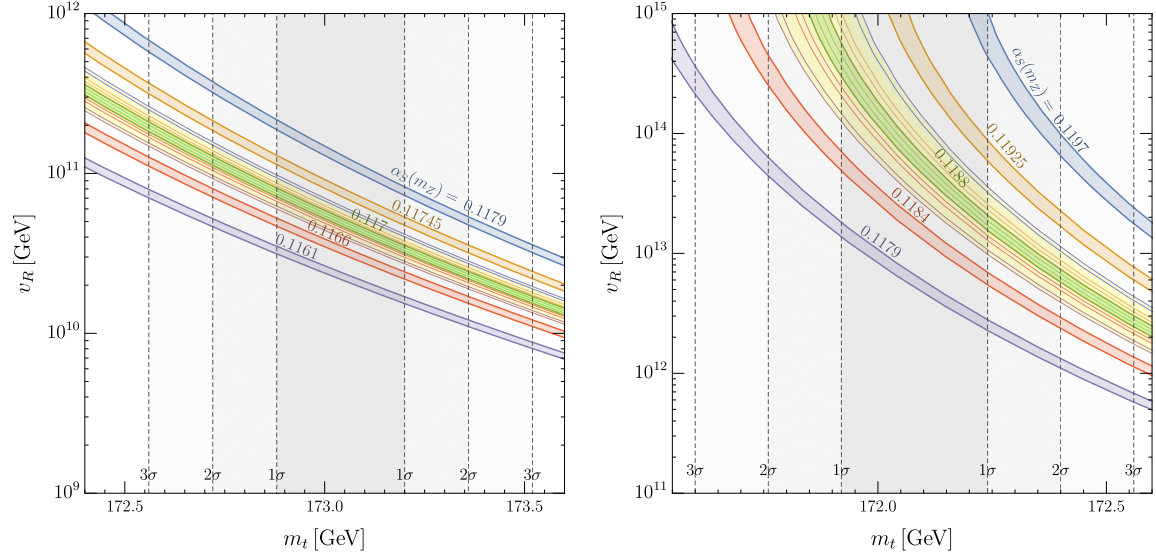 10^12
10^11
10^10
10^9
v_R [GeV]
α_S(m_Z) = 0.1179
0.11745
0.117
0.1166
0.1161
3σ 2σ 1σ 1σ 2σ 3σ
172.5 173.0 173.5
m_t [GeV]
10^15
10^14
10^13
10^12
10^11
v_R [GeV]
α_S(m_Z) = 0.1197
0.11925
0.1188
0.1184
0.1179
3σ 2σ 1σ 1σ 2σ 3σ
172.0 172.5
m_t [GeV]